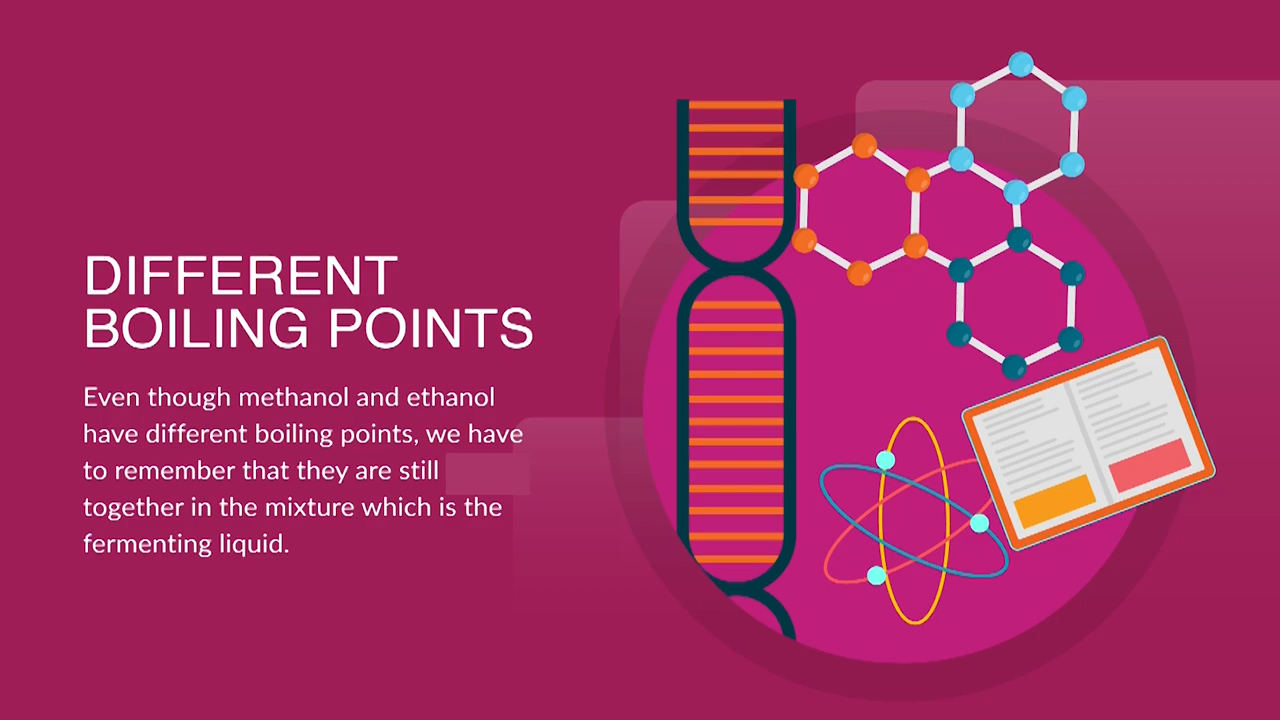 DIFFERENT
BOILING POINTS
Even though methanol and ethanol
have different boiling points, we have
to remember that they are still
together in the mixture which is the
fermenting liquid.